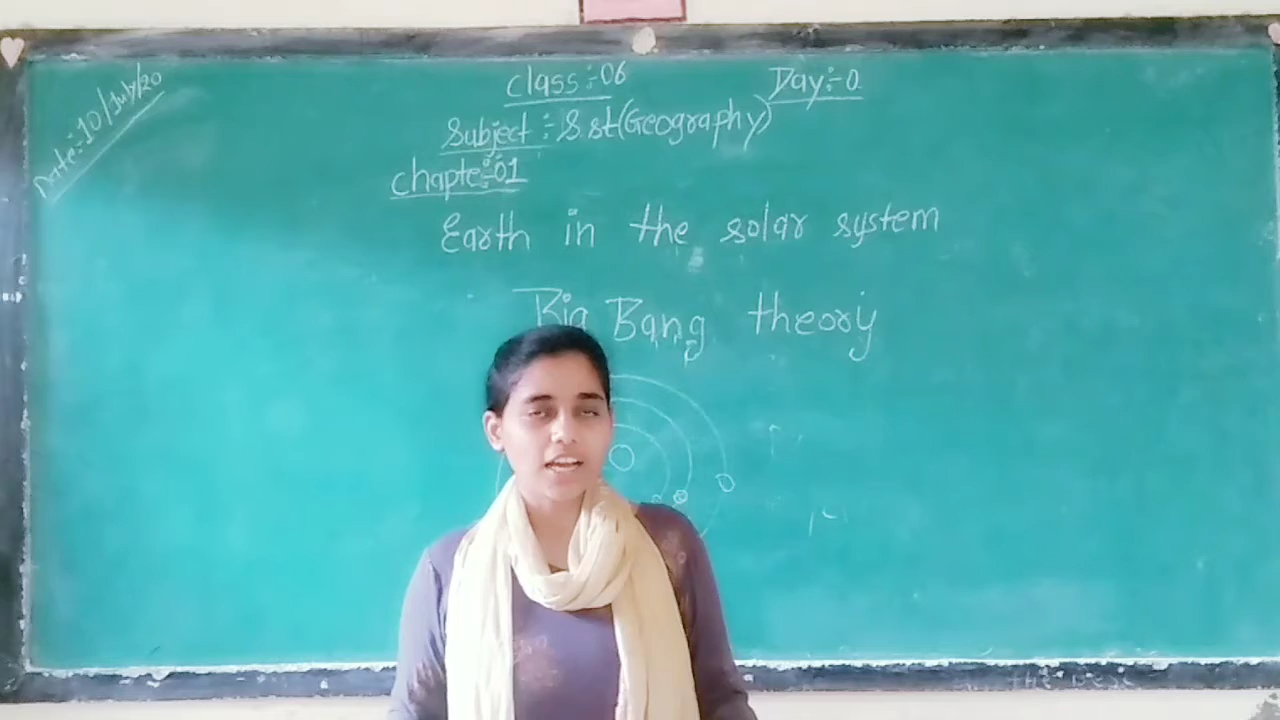 Date:-10/July/20
Class:-06 Day:-0
Subject:-S.st(Geography)
Chapte:-01
Earth in the solar system
Big Bang theory